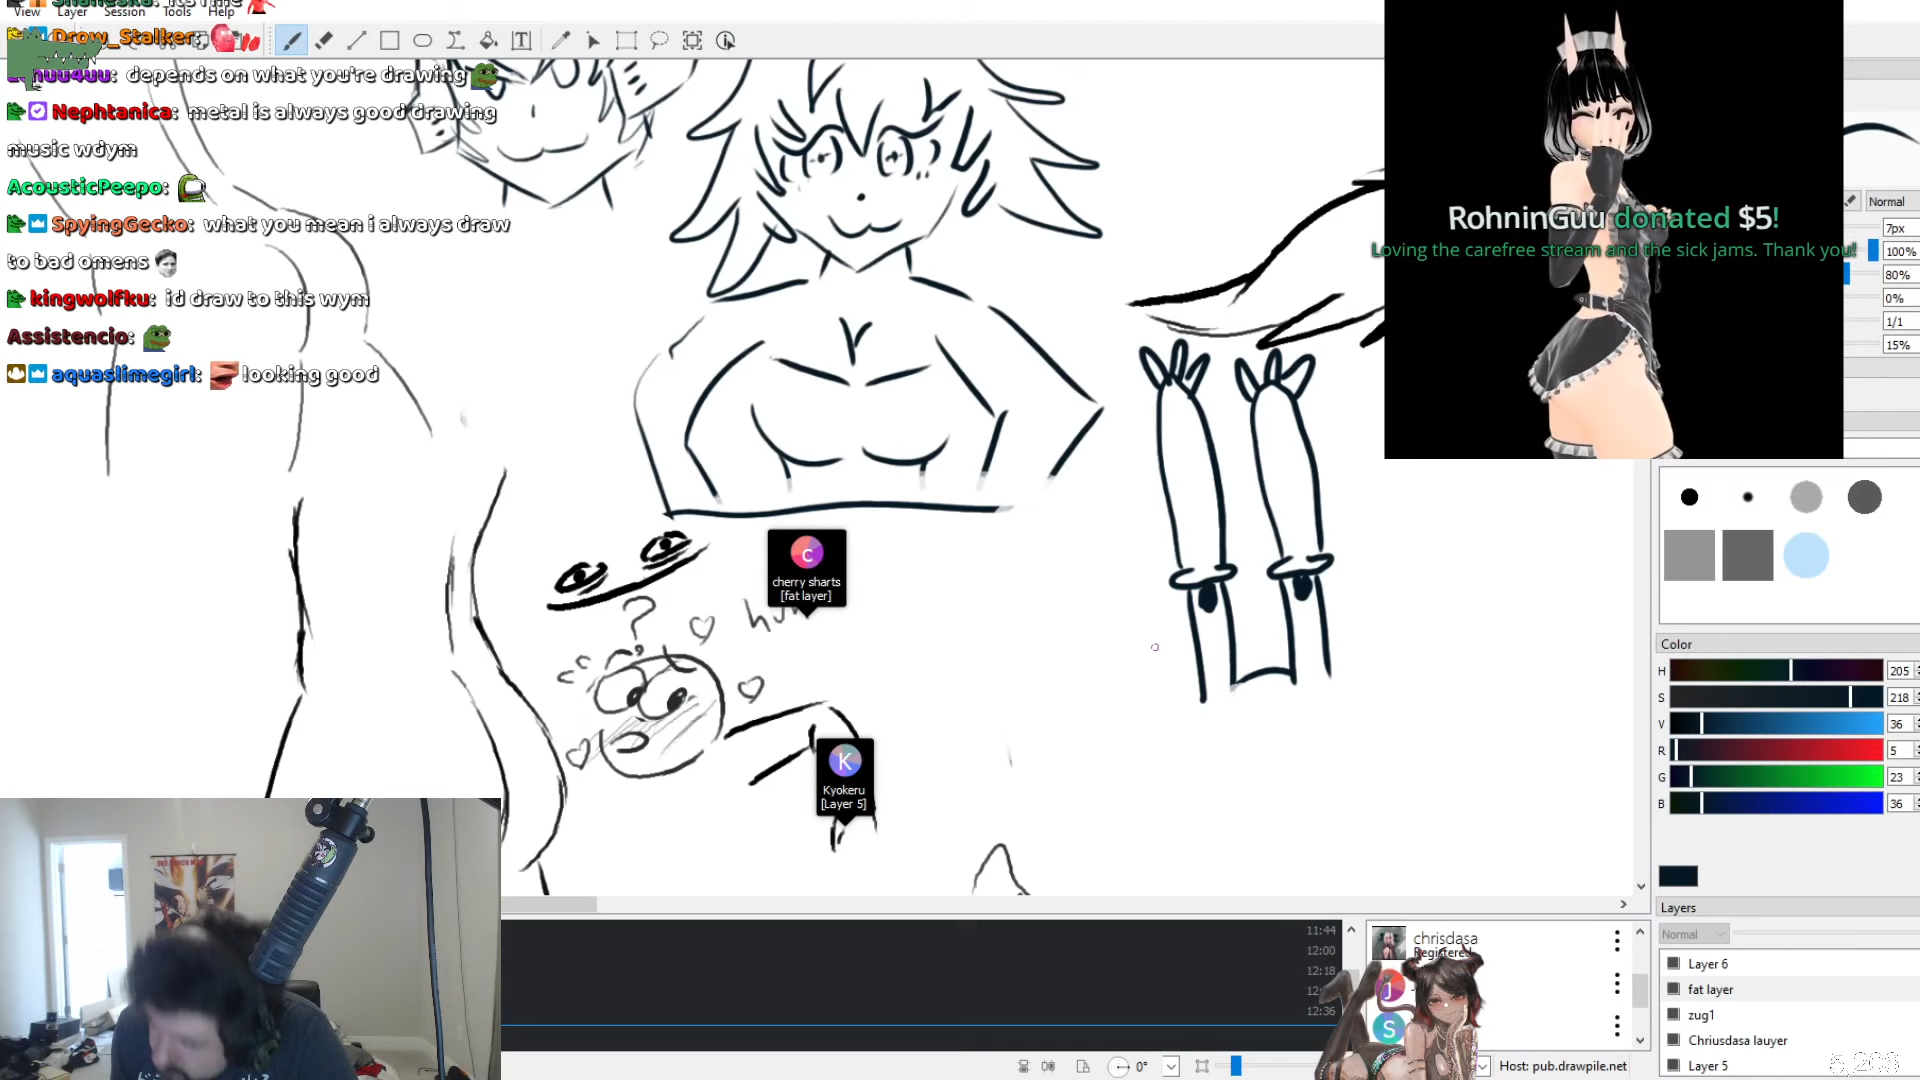 View Layer Session Tools Help
Drow_Stalker:
huu4uu: depends on what you're drawing
Nephtanica: metal is always good drawing
music wdym
AcousticPeepo:
SpyingGecko: what you mean i always draw
to bad omens
kingwolfku: id draw to this wym
Assistencio:
aquaslimegirl: looking good
RohninGuu donated $5!
Loving the carefree stream and the sick jams. Thank you!
Normal
7px
100%
80%
0%
1/1
15%
C
cherry sharts
[fat layer]
?
K
Kyokeru
[Layer 5]
Color
H 205
S 218
V 36
R 5
G 23
B 36
Layers
Normal
Layer 6
fat layer
zug1
Chriusdasa lauyer
Layer 5
11:44
12:00
12:18
12:36
chrisdasa
Registered
J
S
0°
Host: pub.drawpile.net